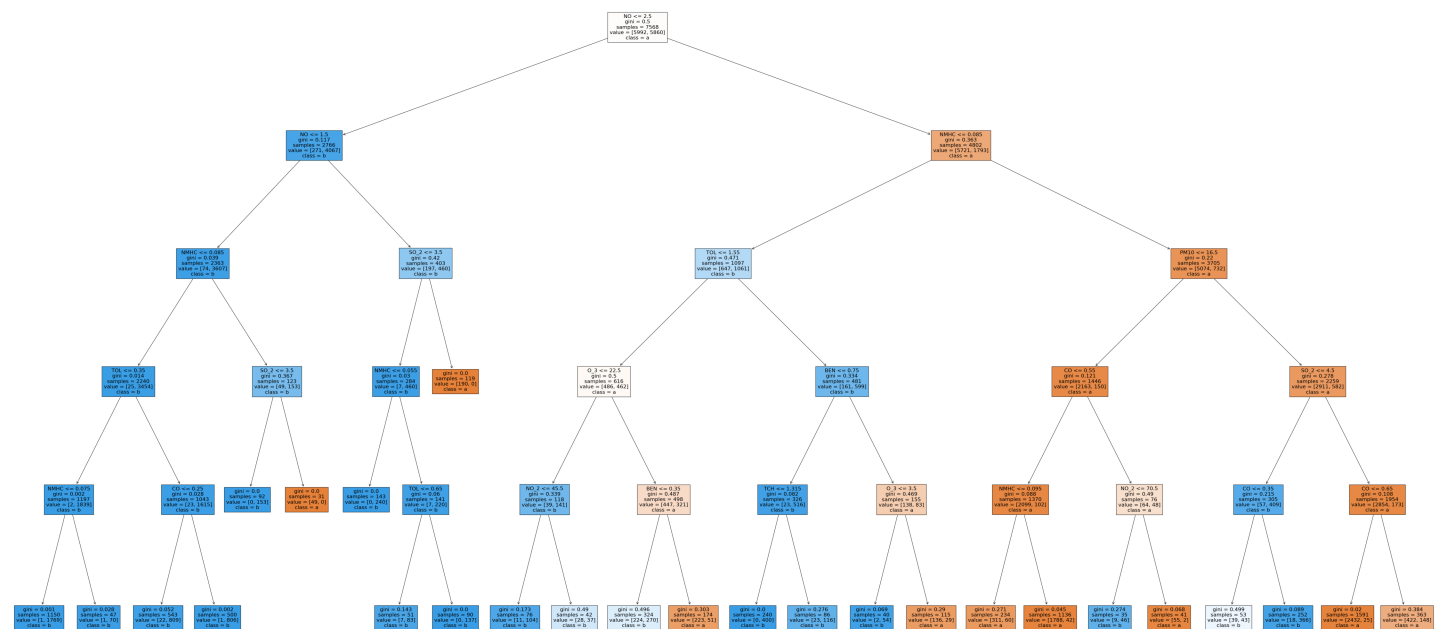 NO <= 2.5
gini = 0.5
samples = 7568
value = [5992, 5860]
class = a
NO <= 1.5
gini = 0.117
samples = 2766
value = [271, 4067]
class = b
NMHC <= 0.085
gini = 0.363
samples = 4802
value = [5721, 1793]
class = a
NMHC <= 0.085
gini = 0.039
samples = 2363
value = [74, 3607]
class = b
SO_2 <= 3.5
gini = 0.42
samples = 403
value = [197, 460]
class = b
TOL <= 1.55
gini = 0.471
samples = 1097
value = [647, 1061]
class = b
PM10 <= 16.5
gini = 0.22
samples = 3705
value = [5074, 732]
class = a
TOL <= 0.35
gini = 0.014
samples = 2240
value = [25, 3454]
class = b
SO_2 <= 3.5
gini = 0.367
samples = 123
value = [49, 153]
class = b
NMHC <= 0.055
gini = 0.03
samples = 284
value = [7, 460]
class = b
gini = 0.0
samples = 119
value = [190, 0]
class = a
O_3 <= 22.5
gini = 0.5
samples = 616
value = [486, 462]
class = a
BEN <= 0.75
gini = 0.334
samples = 481
value = [161, 599]
class = b
CO <= 0.55
gini = 0.121
samples = 1446
value = [2163, 150]
class = a
SO_2 <= 4.5
gini = 0.278
samples = 2259
value = [2911, 582]
class = a
NMHC <= 0.075
gini = 0.002
samples = 1197
value = [2, 1839]
class = b
CO <= 0.25
gini = 0.028
samples = 1043
value = [23, 1615]
class = b
gini = 0.0
samples = 92
value = [0, 153]
class = b
gini = 0.0
samples = 31
value = [49, 0]
class = a
gini = 0.0
samples = 143
value = [0, 240]
class = b
TOL <= 0.65
gini = 0.06
samples = 141
value = [7, 220]
class = b
NO_2 <= 45.5
gini = 0.339
samples = 118
value = [39, 141]
class = b
BEN <= 0.35
gini = 0.487
samples = 498
value = [447, 321]
class = a
TCH <= 1.315
gini = 0.082
samples = 326
value = [23, 516]
class = b
O_3 <= 3.5
gini = 0.469
samples = 155
value = [138, 83]
class = a
NMHC <= 0.095
gini = 0.088
samples = 1370
value = [2099, 102]
class = a
NO_2 <= 70.5
gini = 0.49
samples = 76
value = [64, 48]
class = a
CO <= 0.35
gini = 0.215
samples = 305
value = [57, 409]
class = b
CO <= 0.65
gini = 0.108
samples = 1954
value = [2854, 173]
class = a
gini = 0.001
samples = 1150
value = [1, 1769]
class = b
gini = 0.028
samples = 47
value = [1, 70]
class = b
gini = 0.052
samples = 543
value = [22, 809]
class = b
gini = 0.002
samples = 500
value = [1, 806]
class = b
gini = 0.143
samples = 51
value = [7, 83]
class = b
gini = 0.0
samples = 90
value = [0, 137]
class = b
gini = 0.173
samples = 76
value = [11, 104]
class = b
gini = 0.49
samples = 42
value = [28, 37]
class = b
gini = 0.496
samples = 324
value = [224, 270]
class = b
gini = 0.303
samples = 174
value = [223, 51]
class = a
gini = 0.0
samples = 240
value = [0, 400]
class = b
gini = 0.276
samples = 86
value = [23, 116]
class = b
gini = 0.069
samples = 40
value = [2, 54]
class = b
gini = 0.29
samples = 115
value = [136, 29]
class = a
gini = 0.271
samples = 234
value = [311, 60]
class = a
gini = 0.045
samples = 1136
value = [1788, 42]
class = a
gini = 0.274
samples = 35
value = [9, 46]
class = b
gini = 0.068
samples = 41
value = [55, 2]
class = a
gini = 0.499
samples = 53
value = [39, 43]
class = b
gini = 0.089
samples = 252
value = [18, 366]
class = b
gini = 0.02
samples = 1591
value = [2432, 25]
class = a
gini = 0.384
samples = 363
value = [422, 148]
class = a